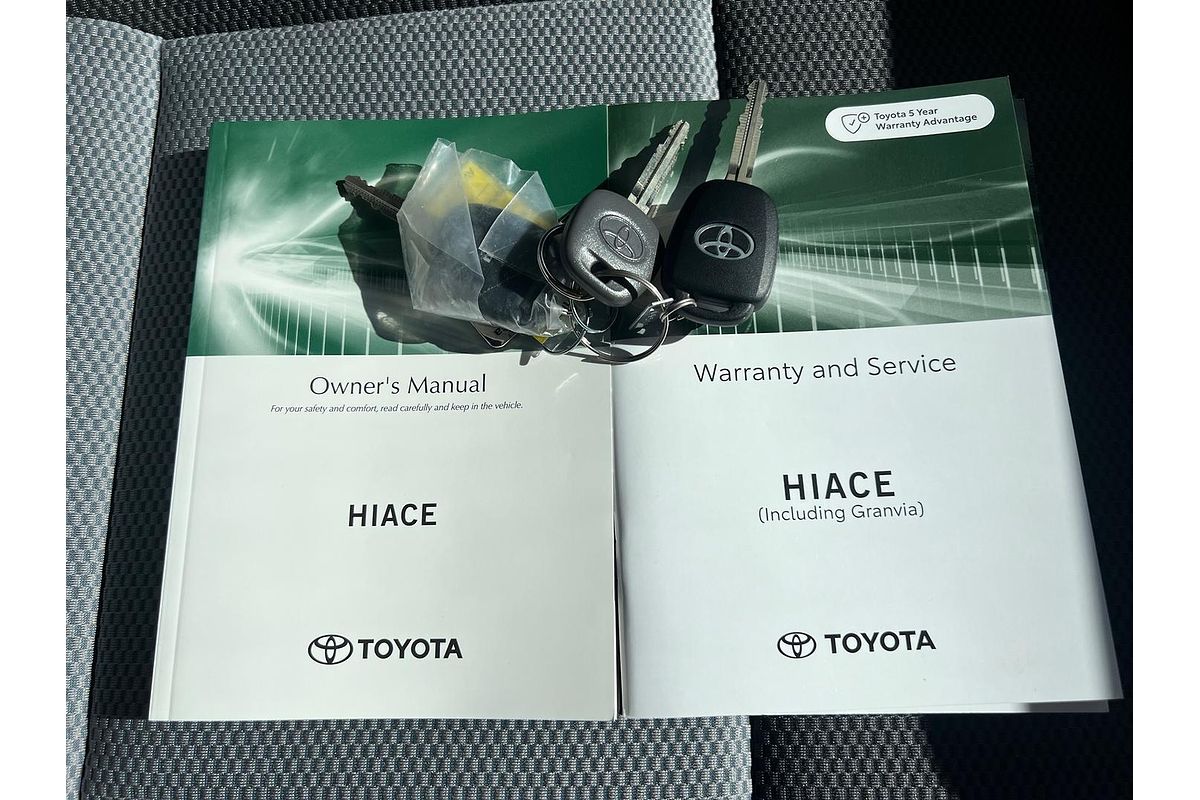 Toyota 5 Year
Warranty Advantage
Owner's Manual
For your safety and comfort, read carefully and keep in the vehicle.
HIACE
TOYOTA
Warranty and Service
HIACE
(Including Granvia)
TOYOTA